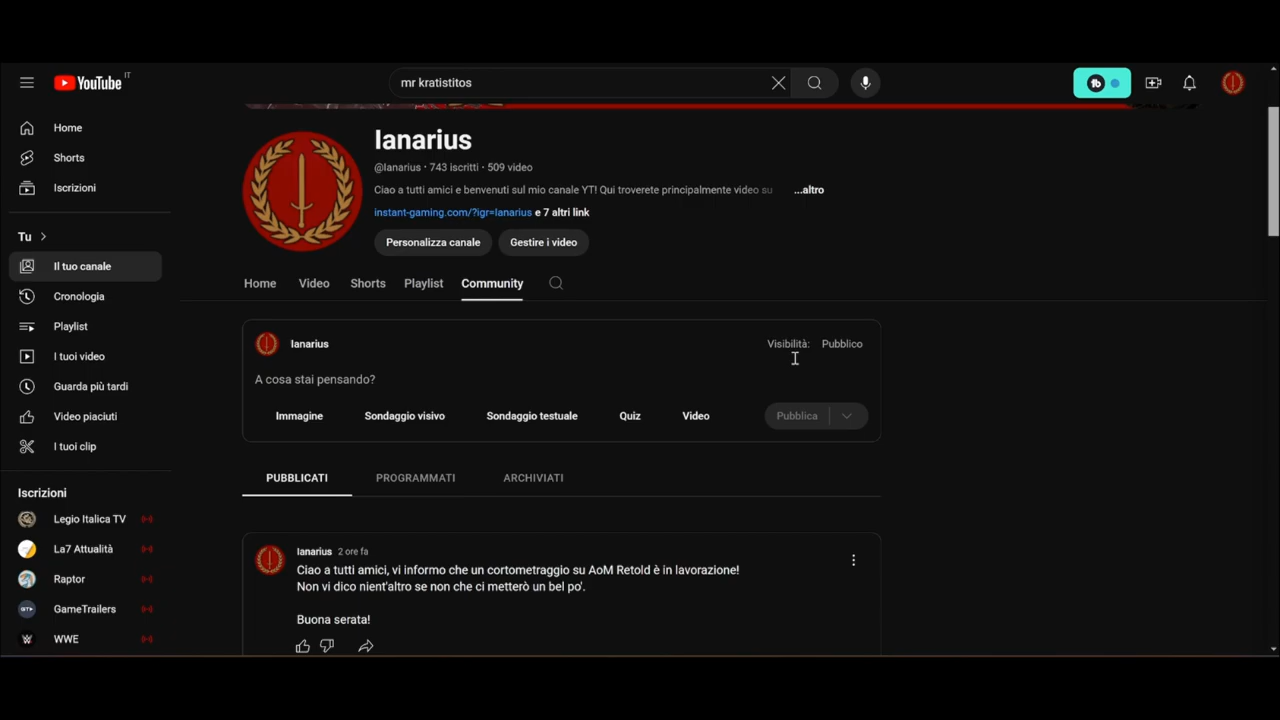 YouTube IT
mr kratistitos
Home
Shorts
Iscrizioni
Tu
Il tuo canale
Cronologia
Playlist
I tuoi video
Guarda più tardi
Video piaciuti
I tuoi clip
Iscrizioni
Legio Italica TV
La7 Attualità
Raptor
GameTrailers
WWE
Ianarius
@Ianarius · 743 iscritti · 509 video
Ciao a tutti amici e benvenuti sul mio canale YT! Qui troverete principalmente video su ...altro
instant-gaming.com/?igr=Ianarius e 7 altri link
Personalizza canale Gestire i video
Home Video Shorts Playlist Community
Ianarius Visibilità: Pubblico
A cosa stai pensando?
Immagine Sondaggio visivo Sondaggio testuale Quiz Video Pubblica
PUBBLICATI PROGRAMMATI ARCHIVIATI
Ianarius 2 ore fa
Ciao a tutti amici, vi informo che un cortometraggio su AoM Retold è in lavorazione!
Non vi dico nient'altro se non che ci metterò un bel po'.
Buona serata!